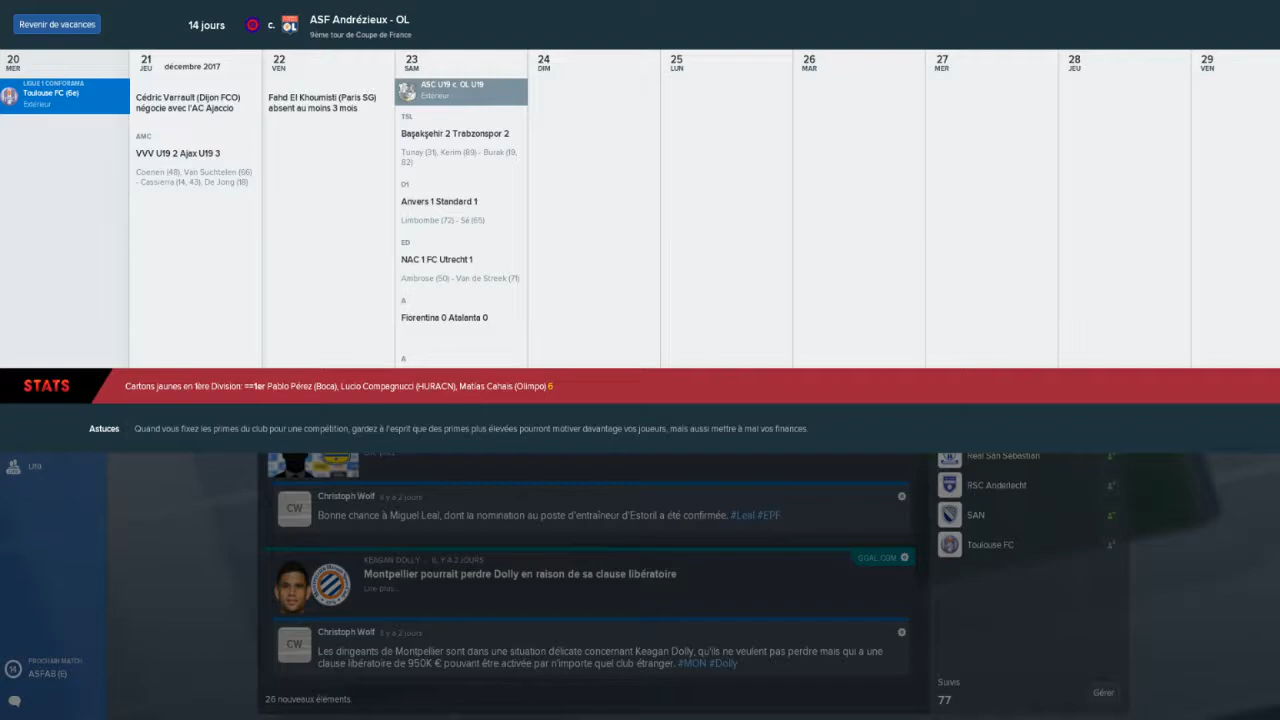 Revenir de vacances
14 jours
c.
ASF Andrézieux - OL
9ème tour de Coupe de France
20
MER
LIGUE 1 CONFORAMA
Toulouse FC (6e)
Extérieur
21
JEU
décembre 2017
Cédric Varrault (Dijon FCO)
négocie avec l'AC Ajaccio
AMC
VVV U19 2 Ajax U19 3
Coenen (48), Van Suchtelen (66)
- Cassierra (14, 43), De Jong (18)
22
VEN
Fahd El Khoumisti (Paris SG)
absent au moins 3 mois
23
SAM
ASC U19 c. OL U19
Extérieur
TSL
Başakşehir 2 Trabzonspor 2
Tunay (31), Kerim (89) - Burak (19,
82)
D1
Anvers 1 Standard 1
Limbombe (72) - Sé (65)
ED
NAC 1 FC Utrecht 1
Ambrose (50) - Van de Streek (71)
A
Fiorentina 0 Atalanta 0
A
24
DIM
25
LUN
26
MAR
27
MER
28
JEU
29
VEN
STATS
Cartons jaunes en 1ère Division: ==1er Pablo Pérez (Boca), Lucio Compagnucci (HURACN), Matías Cahais (Olimpo) 6
Astuces
Quand vous fixez les primes du club pour une compétition, gardez à l'esprit que des primes plus élevées pourront motiver davantage vos joueurs, mais aussi mettre à mal vos finances.
U19
Real San Sebastian
Christoph Wolf Il y a 2 jours
CW
Bonne chance à Miguel Leal, dont la nomination au poste d'entraîneur d'Estoril a été confirmée. #Leal #EPF
RSC Anderlecht
SAN
Toulouse FC
KEAGAN DOLLY - IL Y A 2 JOURS
GOAL.COM
Montpellier pourrait perdre Dolly en raison de sa clause libératoire
Lire plus...
Christoph Wolf Il y a 2 jours
CW
Les dirigeants de Montpellier sont dans une situation délicate concernant Keagan Dolly, qu'ils ne veulent pas perdre mais qui a une
clause libératoire de 950K € pouvant être activée par n'importe quel club étranger. #MON #Dolly
14
PROCHAIN MATCH
ASFAB (E)
26 nouveaux éléments
Suivis
77
Gérer